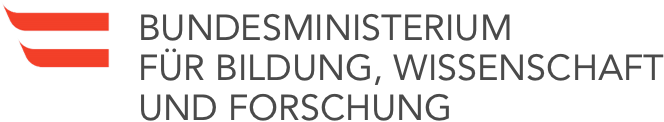 BUNDESMINISTERIUM
FÜR BILDUNG, WISSENSCHAFT
UND FORSCHUNG